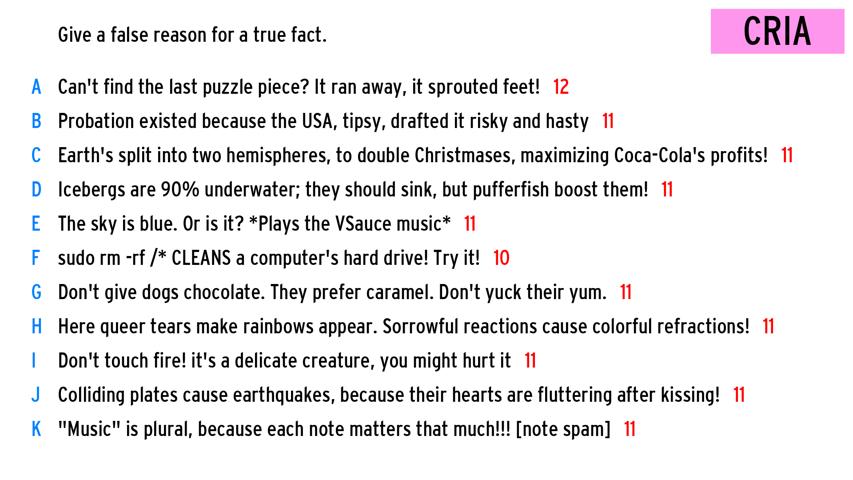 Give a false reason for a true fact.
CRIA
A Can't find the last puzzle piece? It ran away, it sprouted feet! 12
B Probation existed because the USA, tipsy, drafted it risky and hasty 11
C Earth's split into two hemispheres, to double Christmases, maximizing Coca-Cola's profits! 11
D Icebergs are 90% underwater; they should sink, but pufferfish boost them! 11
E The sky is blue. Or is it? *Plays the VSauce music* 11
F sudo rm -rf /* CLEANS a computer's hard drive! Try it! 10
G Don't give dogs chocolate. They prefer caramel. Don't yuck their yum. 11
H Here queer tears make rainbows appear. Sorrowful reactions cause colorful refractions! 11
I Don't touch fire! it's a delicate creature, you might hurt it 11
J Colliding plates cause earthquakes, because their hearts are fluttering after kissing! 11
K "Music" is plural, because each note matters that much!!! [note spam] 11